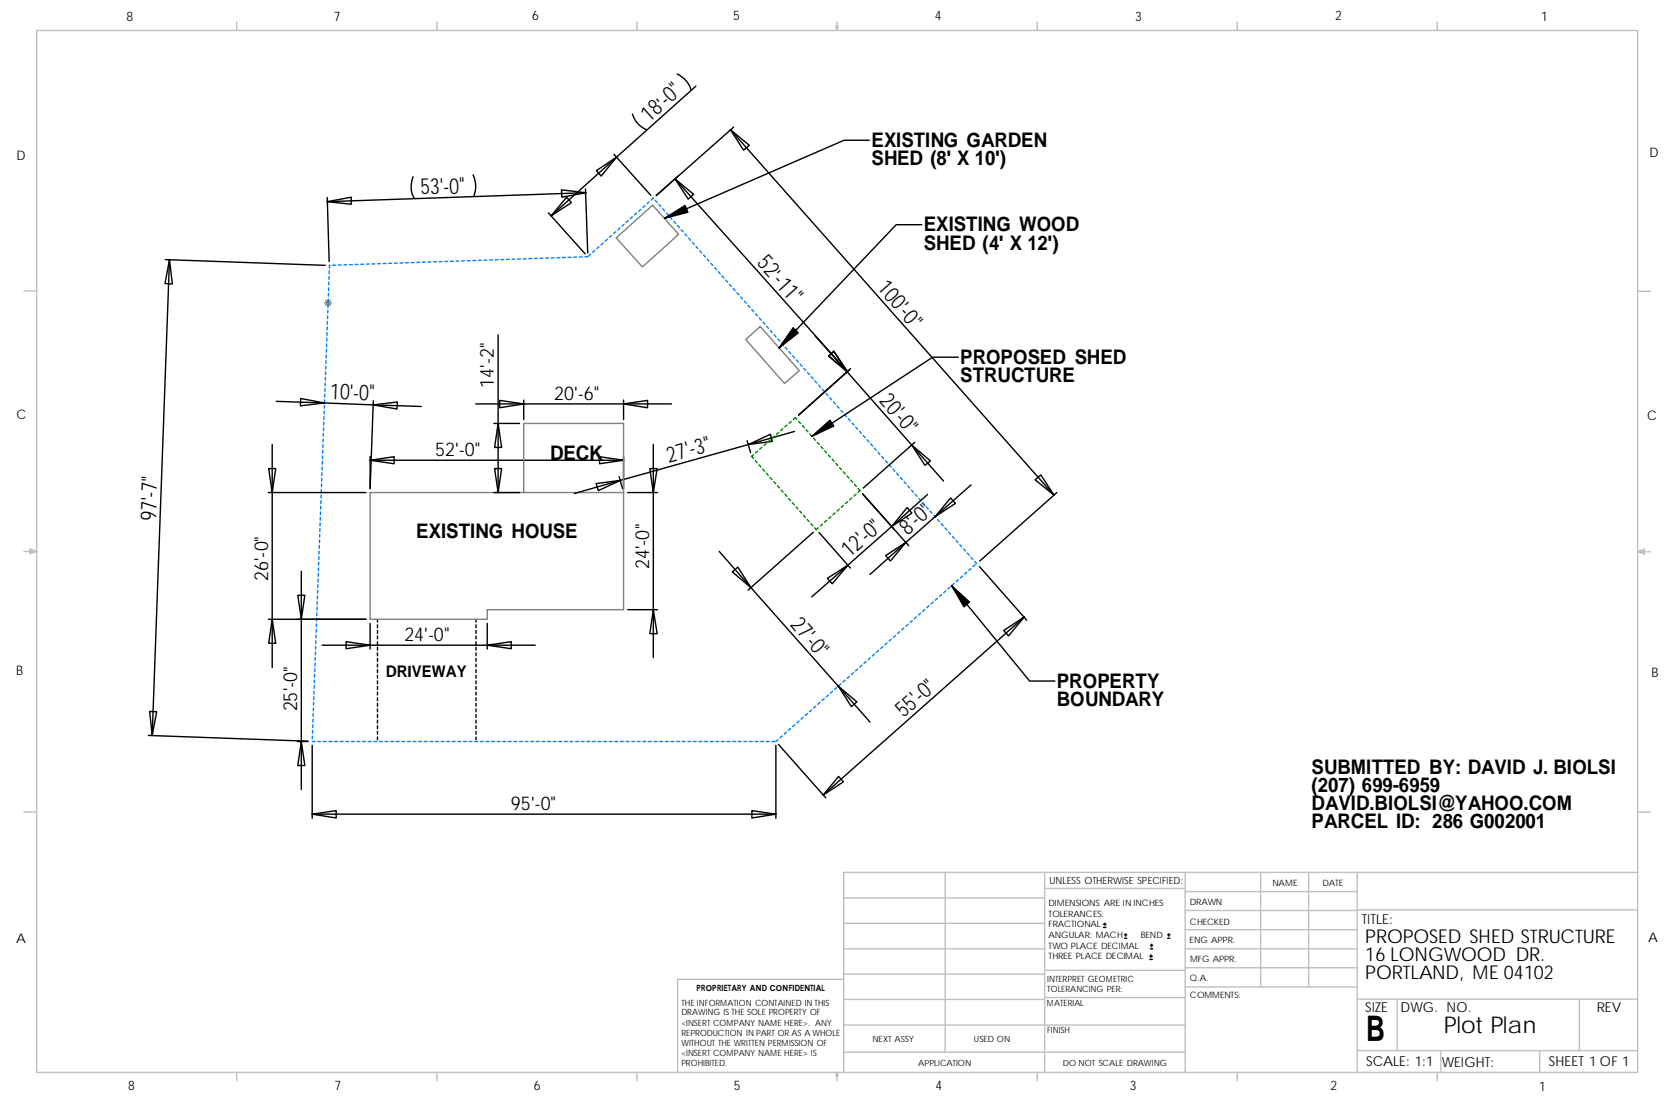 8 7 6 5 4 3 2 1
D D
C C
B B
A A
(18'-0")
(53'-0")
EXISTING GARDEN
SHED (8' X 10')
EXISTING WOOD
SHED (4' X 12')
52'-11"
100'-0"
PROPOSED SHED
STRUCTURE
14'-2"
10'-0"
20'-6"
20'-0"
52'-0"
DECK
27'-3"
97'-7"
EXISTING HOUSE
26'-0"
24'-0"
12'-0"
8'-0"
24'-0"
27'-0"
DRIVEWAY
25'-0"
PROPERTY
BOUNDARY
55'-0"
95'-0"
SUBMITTED BY: DAVID J. BIOLSI
(207) 699-6959
DAVID.BIOLSI@YAHOO.COM
PARCEL ID: 286 G002001
PROPRIETARY AND CONFIDENTIAL
THE INFORMATION CONTAINED IN THIS
DRAWING IS THE SOLE PROPERTY OF
<INSERT COMPANY NAME HERE>. ANY
REPRODUCTION IN PART OR AS A WHOLE
WITHOUT THE WRITTEN PERMISSION OF
<INSERT COMPANY NAME HERE> IS
PROHIBITED.
NEXT ASSY USED ON
APPLICATION
UNLESS OTHERWISE SPECIFIED:
DIMENSIONS ARE IN INCHES
TOLERANCES:
FRACTIONAL ±
ANGULAR: MACH ± BEND ±
TWO PLACE DECIMAL ±
THREE PLACE DECIMAL ±
INTERPRET GEOMETRIC
TOLERANCING PER:
MATERIAL
FINISH
DO NOT SCALE DRAWING
NAME DATE
DRAWN
CHECKED
ENG APPR.
MFG APPR.
Q.A.
COMMENTS:
TITLE:
PROPOSED SHED STRUCTURE
16 LONGWOOD DR.
PORTLAND, ME 04102
SIZE DWG. NO. REV
B Plot Plan
SCALE: 1:1 WEIGHT: SHEET 1 OF 1
8 7 6 5 4 3 2 1